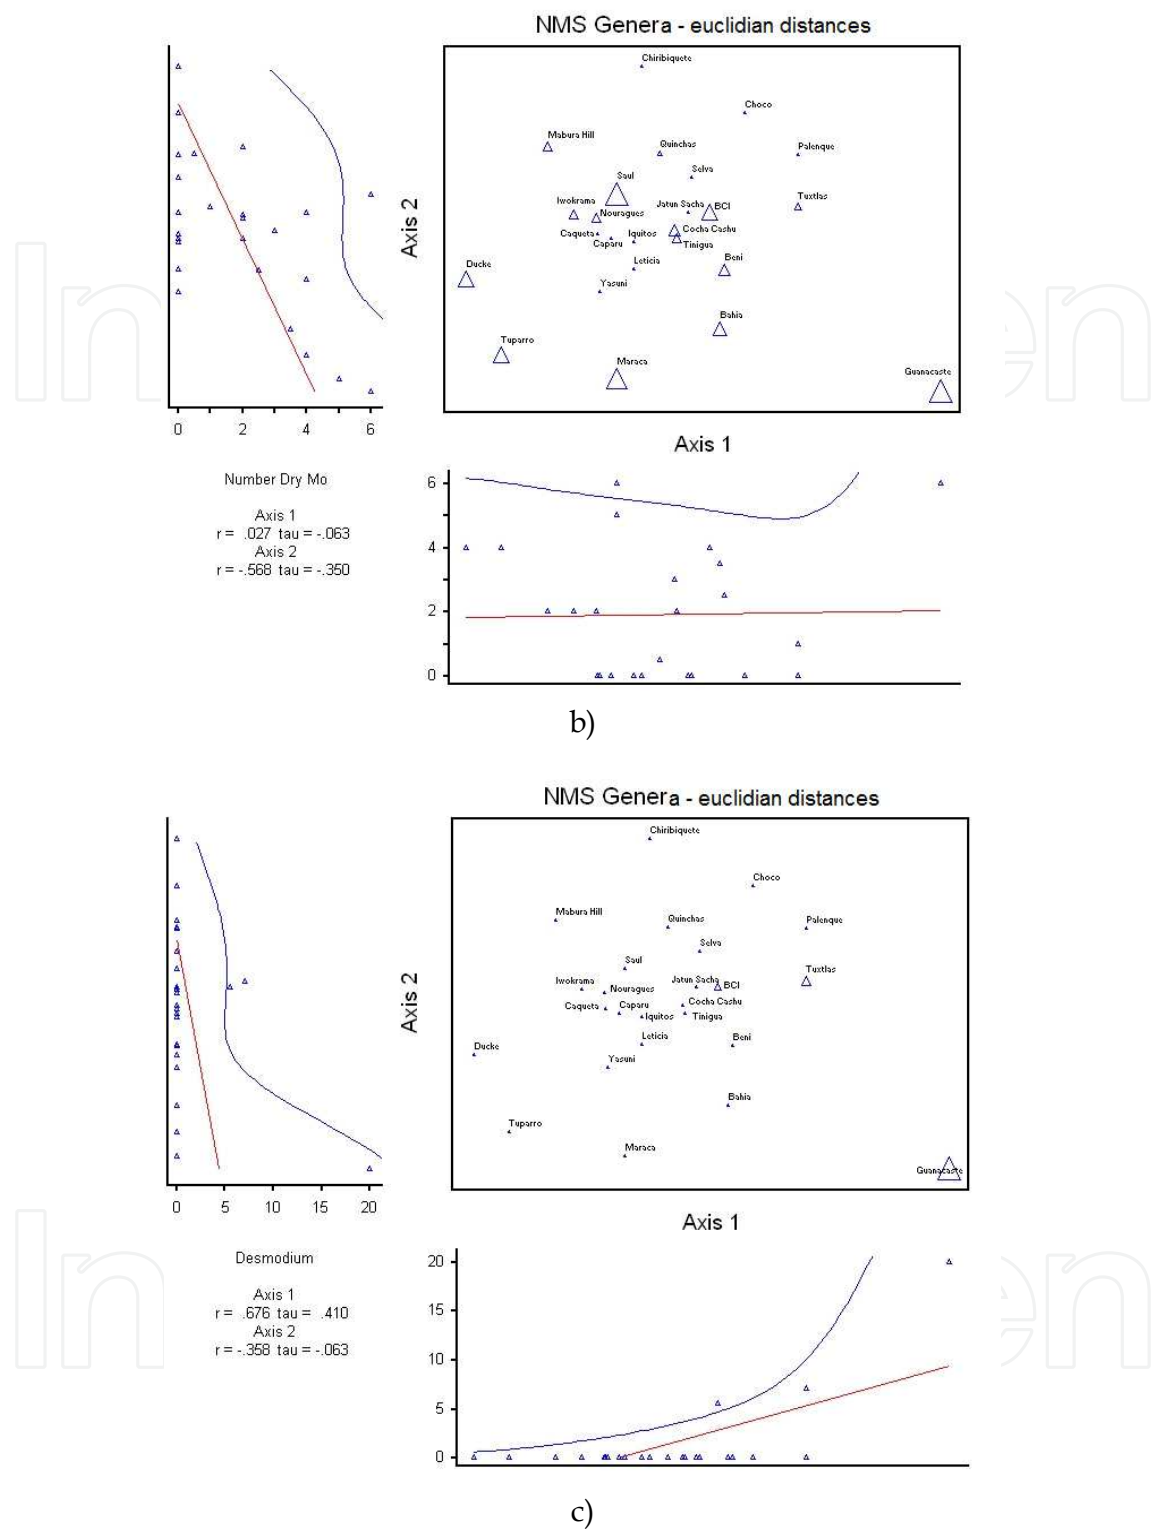 NMS Genera - euclidian distances
Chiribiquete
Choco
Mabura Hill
Quinchas
Palenque
Selva
Saul
Tuxtlas
Iwokrama
Jatun Sacha
BCI
Nouragues
Caqueta
Iquitos
Cocha Cashu
Caparu
Tinigua
Leticia
Beni
Ducke
Yasuni
Bahia
Tuparro
Maraca
Guanacaste
Axis 2
0 2 4 6
Axis 1
Number Dry Mo
Axis 1
r = .027 tau = -.063
Axis 2
r = -.568 tau = -.350
6
4
2
0
b)
NMS Genera - euclidian distances
Chiribiquete
Choco
Mabura Hill
Quinchas
Palenque
Selva
Saul
Tuxtlas
Iwokrama
Jatun Sacha
BCI
Nouragues
Caqueta
Caparu
Cocha Cashu
Iquitos
Tinigua
Leticia
Beni
Ducke
Yasuni
Bahia
Tuparro
Maraca
Guanacaste
Axis 2
0 5 10 15 20
Axis 1
Desmodium
Axis 1
r = .676 tau = .410
Axis 2
r = -.358 tau = -.063
20
15
10
5
0
c)